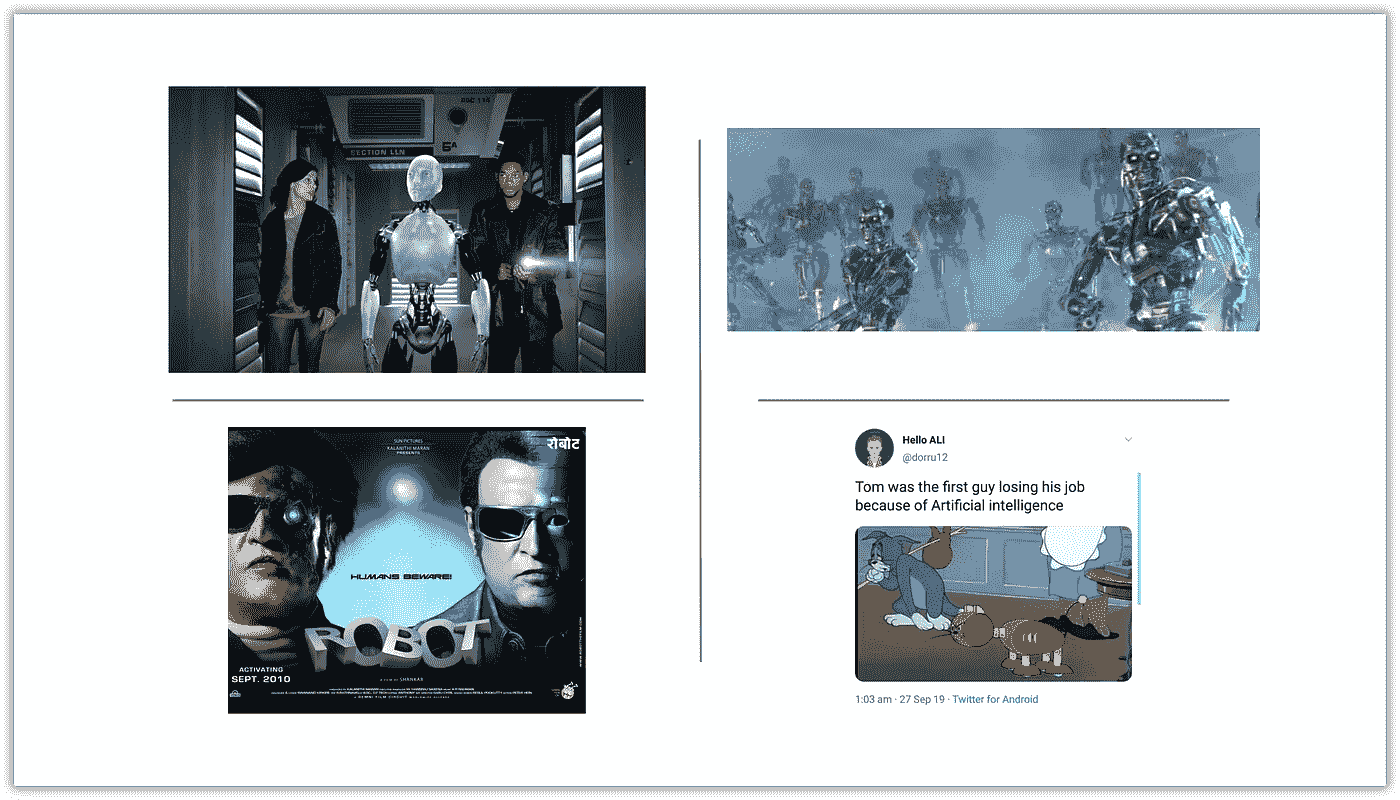 SECTION LLN
5A
SUN PICTURES
KALANITHI MARAN
PRESENTS
रोबोट
HUMANS BEWARE!
ROBOT
ACTIVATING
SEPT. 2010
A FILM BY SHANKAR
Hello ALI
@dorru12
Tom was the first guy losing his job
because of Artificial intelligence
1:03 am · 27 Sep 19 · Twitter for Android